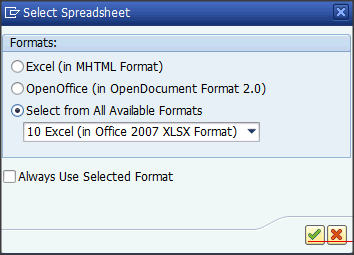 Select Spreadsheet
Formats:
Excel (in MHTML Format)
OpenOffice (in OpenDocument Format 2.0)
Select from All Available Formats
10 Excel (in Office 2007 XLSX Format)
Always Use Selected Format